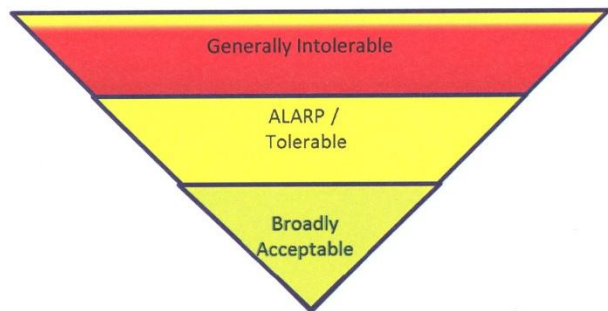 Generally Intolerable
ALARP /
Tolerable
Broadly
Acceptable